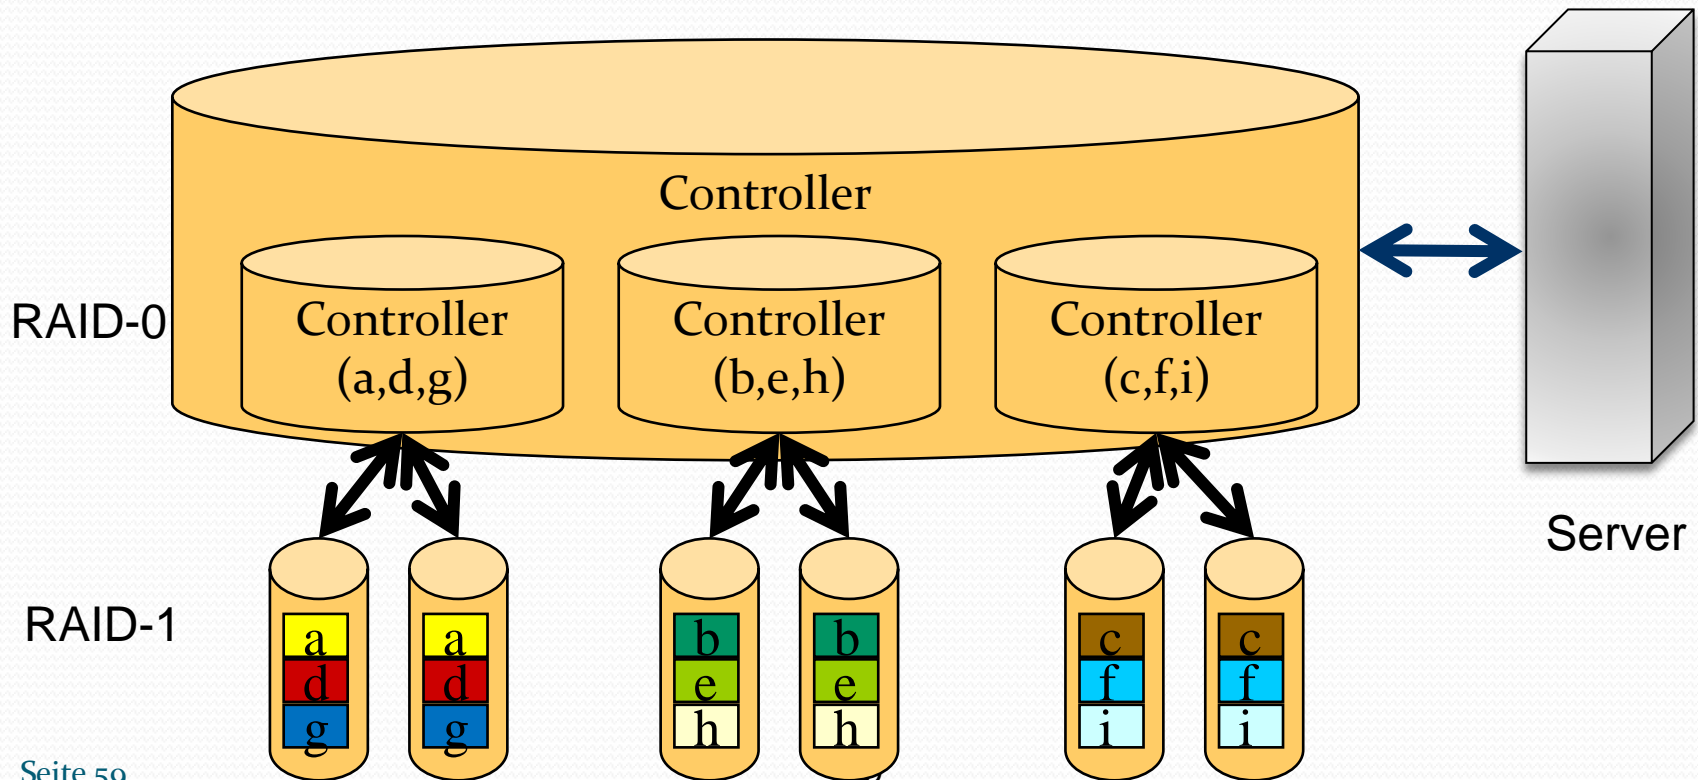 Controller
RAID-0
Controller
(a,d,g)
Controller
(b,e,h)
Controller
(c,f,i)
Server
RAID-1
a
d
g
a
d
g
b
e
h
b
e
h
c
f
i
c
f
i
Seite 59